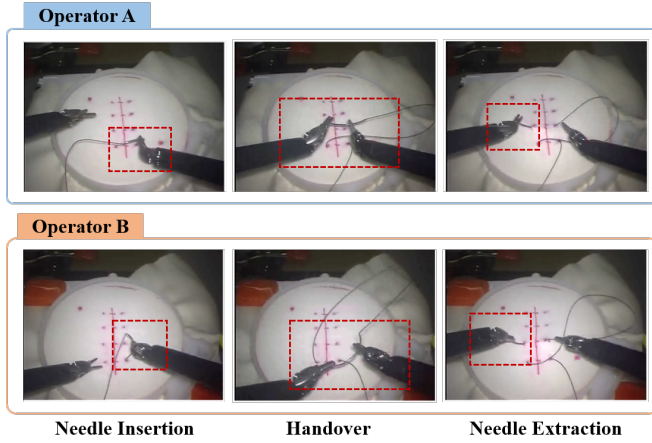 Operator A
Operator B
Needle Insertion Handover Needle Extraction